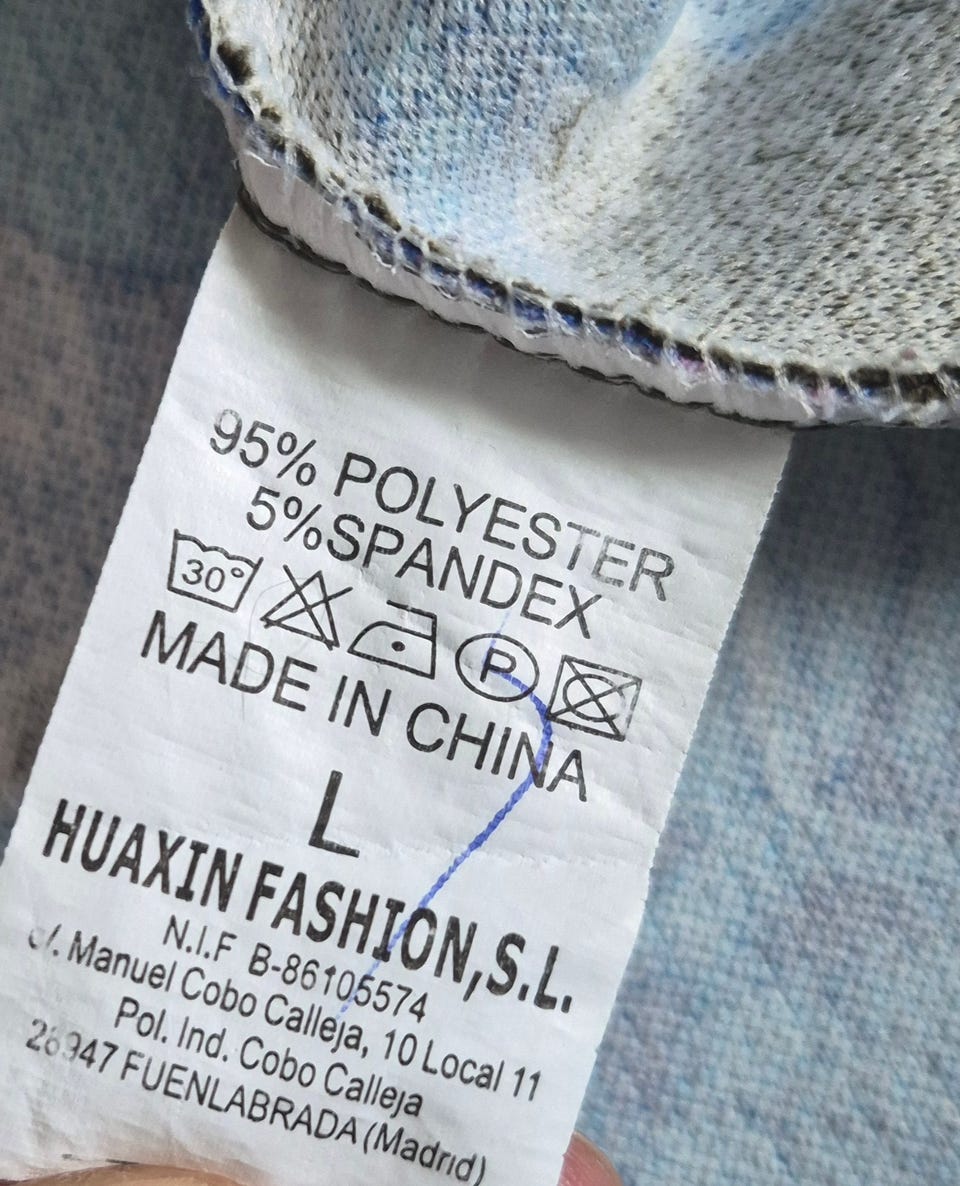 95% POLYESTER
5%SPANDEX
30° P
MADE IN CHINA
L
HUAXIN FASHION,S.L.
N.I.F B-86105574
c/. Manuel Cobo Calleja, 10 Local 11
Pol. Ind. Cobo Calleja
28947 FUENLABRADA (Madrid)